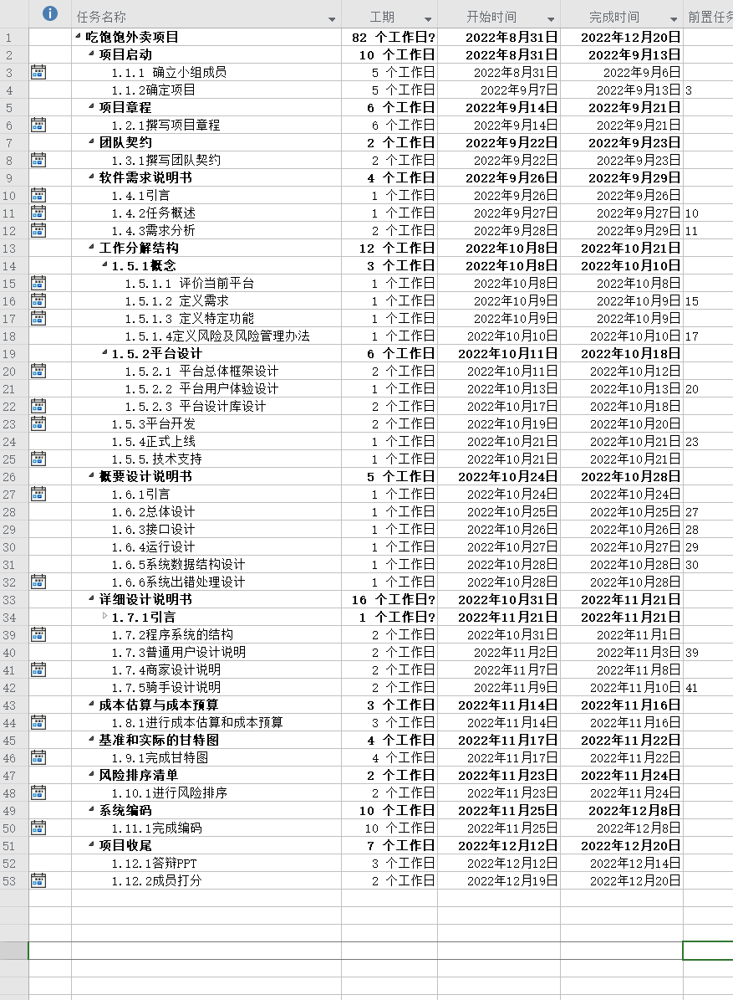 任务名称 工期 开始时间 完成时间 前置任务
1 吃饱饱外卖项目 82 个工作日? 2022年8月31日 2022年12月20日
2 项目启动 10 个工作日 2022年8月31日 2022年9月13日
3 1.1.1 确立小组成员 5 个工作日 2022年8月31日 2022年9月6日
4 1.1.2确定项目 5 个工作日 2022年9月7日 2022年9月13日 3
5 项目章程 6 个工作日 2022年9月14日 2022年9月21日
6 1.2.1撰写项目章程 6 个工作日 2022年9月14日 2022年9月21日
7 团队契约 2 个工作日 2022年9月22日 2022年9月23日
8 1.3.1撰写团队契约 2 个工作日 2022年9月22日 2022年9月23日
9 软件需求说明书 4 个工作日 2022年9月26日 2022年9月29日
10 1.4.1引言 1 个工作日 2022年9月26日 2022年9月26日
11 1.4.2任务概述 1 个工作日 2022年9月27日 2022年9月27日 10
12 1.4.3需求分析 2 个工作日 2022年9月28日 2022年9月29日 11
13 工作分解结构 12 个工作日 2022年10月8日 2022年10月21日
14 1.5.1概念 3 个工作日 2022年10月8日 2022年10月10日
15 1.5.1.1 评价当前平台 1 个工作日 2022年10月8日 2022年10月8日
16 1.5.1.2 定义需求 1 个工作日 2022年10月9日 2022年10月9日 15
17 1.5.1.3 定义特定功能 1 个工作日 2022年10月9日 2022年10月9日
18 1.5.1.4定义风险及风险管理办法 1 个工作日 2022年10月10日 2022年10月10日 17
19 1.5.2平台设计 6 个工作日 2022年10月11日 2022年10月18日
20 1.5.2.1 平台总体框架设计 2 个工作日 2022年10月11日 2022年10月12日
21 1.5.2.2 平台用户体验设计 1 个工作日 2022年10月13日 2022年10月13日 20
22 1.5.2.3 平台设计库设计 2 个工作日 2022年10月17日 2022年10月18日
23 1.5.3平台开发 2 个工作日 2022年10月19日 2022年10月20日
24 1.5.4正式上线 1 个工作日 2022年10月21日 2022年10月21日 23
25 1.5.5.技术支持 1 个工作日 2022年10月21日 2022年10月21日
26 概要设计说明书 5 个工作日 2022年10月24日 2022年10月28日
27 1.6.1引言 1 个工作日 2022年10月24日 2022年10月24日
28 1.6.2总体设计 1 个工作日 2022年10月25日 2022年10月25日 27
29 1.6.3接口设计 1 个工作日 2022年10月26日 2022年10月26日 28
30 1.6.4运行设计 1 个工作日 2022年10月27日 2022年10月27日 29
31 1.6.5系统数据结构设计 1 个工作日 2022年10月28日 2022年10月28日 30
32 1.6.6系统出错处理设计 1 个工作日 2022年10月28日 2022年10月28日
33 详细设计说明书 16 个工作日? 2022年10月31日 2022年11月21日
34 1.7.1引言 1 个工作日? 2022年11月21日 2022年11月21日
39 1.7.2程序系统的结构 2 个工作日 2022年10月31日 2022年11月1日
40 1.7.3普通用户设计说明 2 个工作日 2022年11月2日 2022年11月3日 39
41 1.7.4商家设计说明 2 个工作日 2022年11月7日 2022年11月8日
42 1.7.5骑手设计说明 2 个工作日 2022年11月9日 2022年11月10日 41
43 成本估算与成本预算 3 个工作日 2022年11月14日 2022年11月16日
44 1.8.1进行成本估算和成本预算 3 个工作日 2022年11月14日 2022年11月16日
45 基准和实际的甘特图 4 个工作日 2022年11月17日 2022年11月22日
46 1.9.1完成甘特图 4 个工作日 2022年11月17日 2022年11月22日
47 风险排序清单 2 个工作日 2022年11月23日 2022年11月24日
48 1.10.1进行风险排序 2 个工作日 2022年11月23日 2022年11月24日
49 系统编码 10 个工作日 2022年11月25日 2022年12月8日
50 1.11.1完成编码 10 个工作日 2022年11月25日 2022年12月8日
51 项目收尾 7 个工作日 2022年12月12日 2022年12月20日
52 1.12.1答辩PPT 3 个工作日 2022年12月12日 2022年12月14日
53 1.12.2成员打分 2 个工作日 2022年12月19日 2022年12月20日